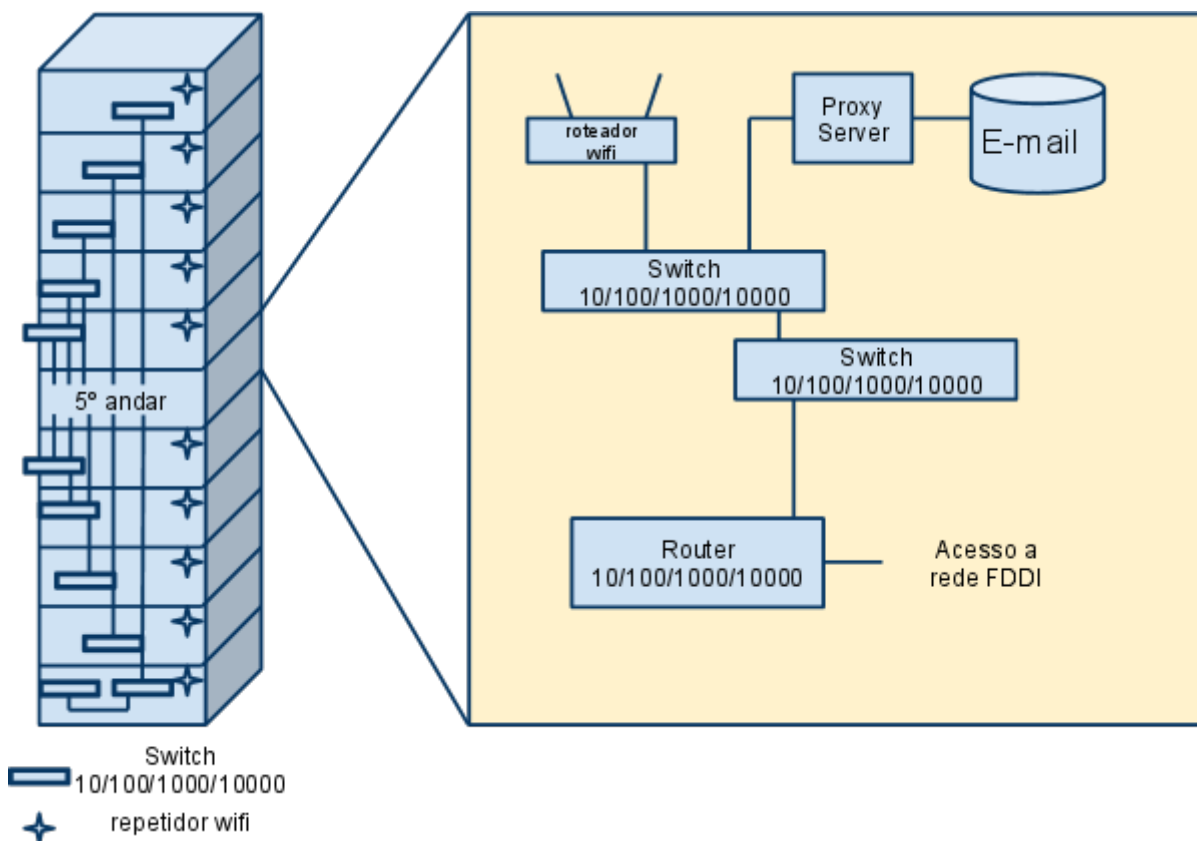 roteador
wifi
Proxy
Server
E-mail
Switch
10/100/1000/10000
Switch
10/100/1000/10000
5º andar
Router
10/100/1000/10000
Acesso a
rede FDDI
Switch
10/100/1000/10000
repetidor wifi